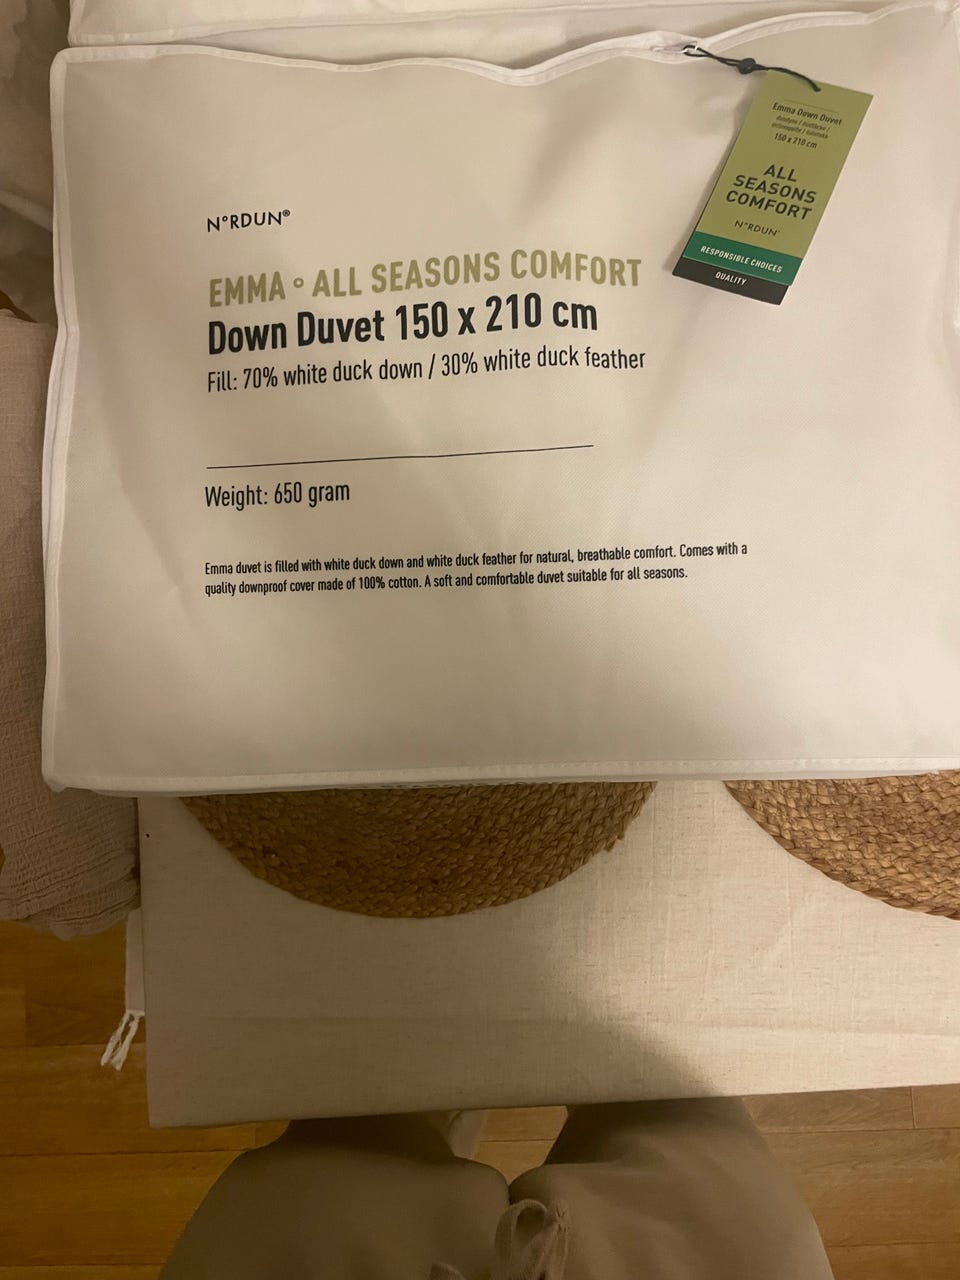 N°RDUN®
EMMA ° ALL SEASONS COMFORT
Down Duvet 150 x 210 cm
Fill: 70% white duck down / 30% white duck feather
Weight: 650 gram
Emma duvet is filled with white duck down and white duck feather for natural, breathable comfort. Comes with a
quality downproof cover made of 100% cotton. A soft and comfortable duvet suitable for all seasons.
Emma Down Duvet
150 x 210 cm
ALL
SEASONS
COMFORT
N°RDUN®
RESPONSIBLE CHOICES
QUALITY